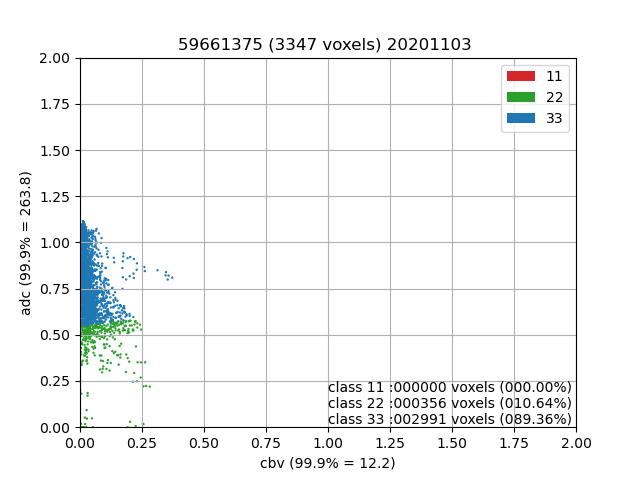 59661375 (3347 voxels) 20201103
2.00
1.75
1.50
1.25
1.00
0.75
0.50
0.25
0.00
adc (99.9% = 263.8)
11
22
33
class 11 :000000 voxels (000.00%)
class 22 :000356 voxels (010.64%)
class 33 :002991 voxels (089.36%)
0.00 0.25 0.50 0.75 1.00 1.25 1.50 1.75 2.00
cbv (99.9% = 12.2)